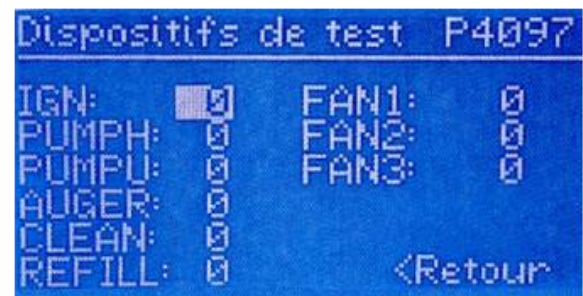 Dispositifs de test P4097
IGN: 0 FAN1: 0
PUMPH: 0 FAN2: 0
PUMPU: 0 FAN3: 0
AUGER: 0
CLEAN: 0
REFILL: 0 <Retour